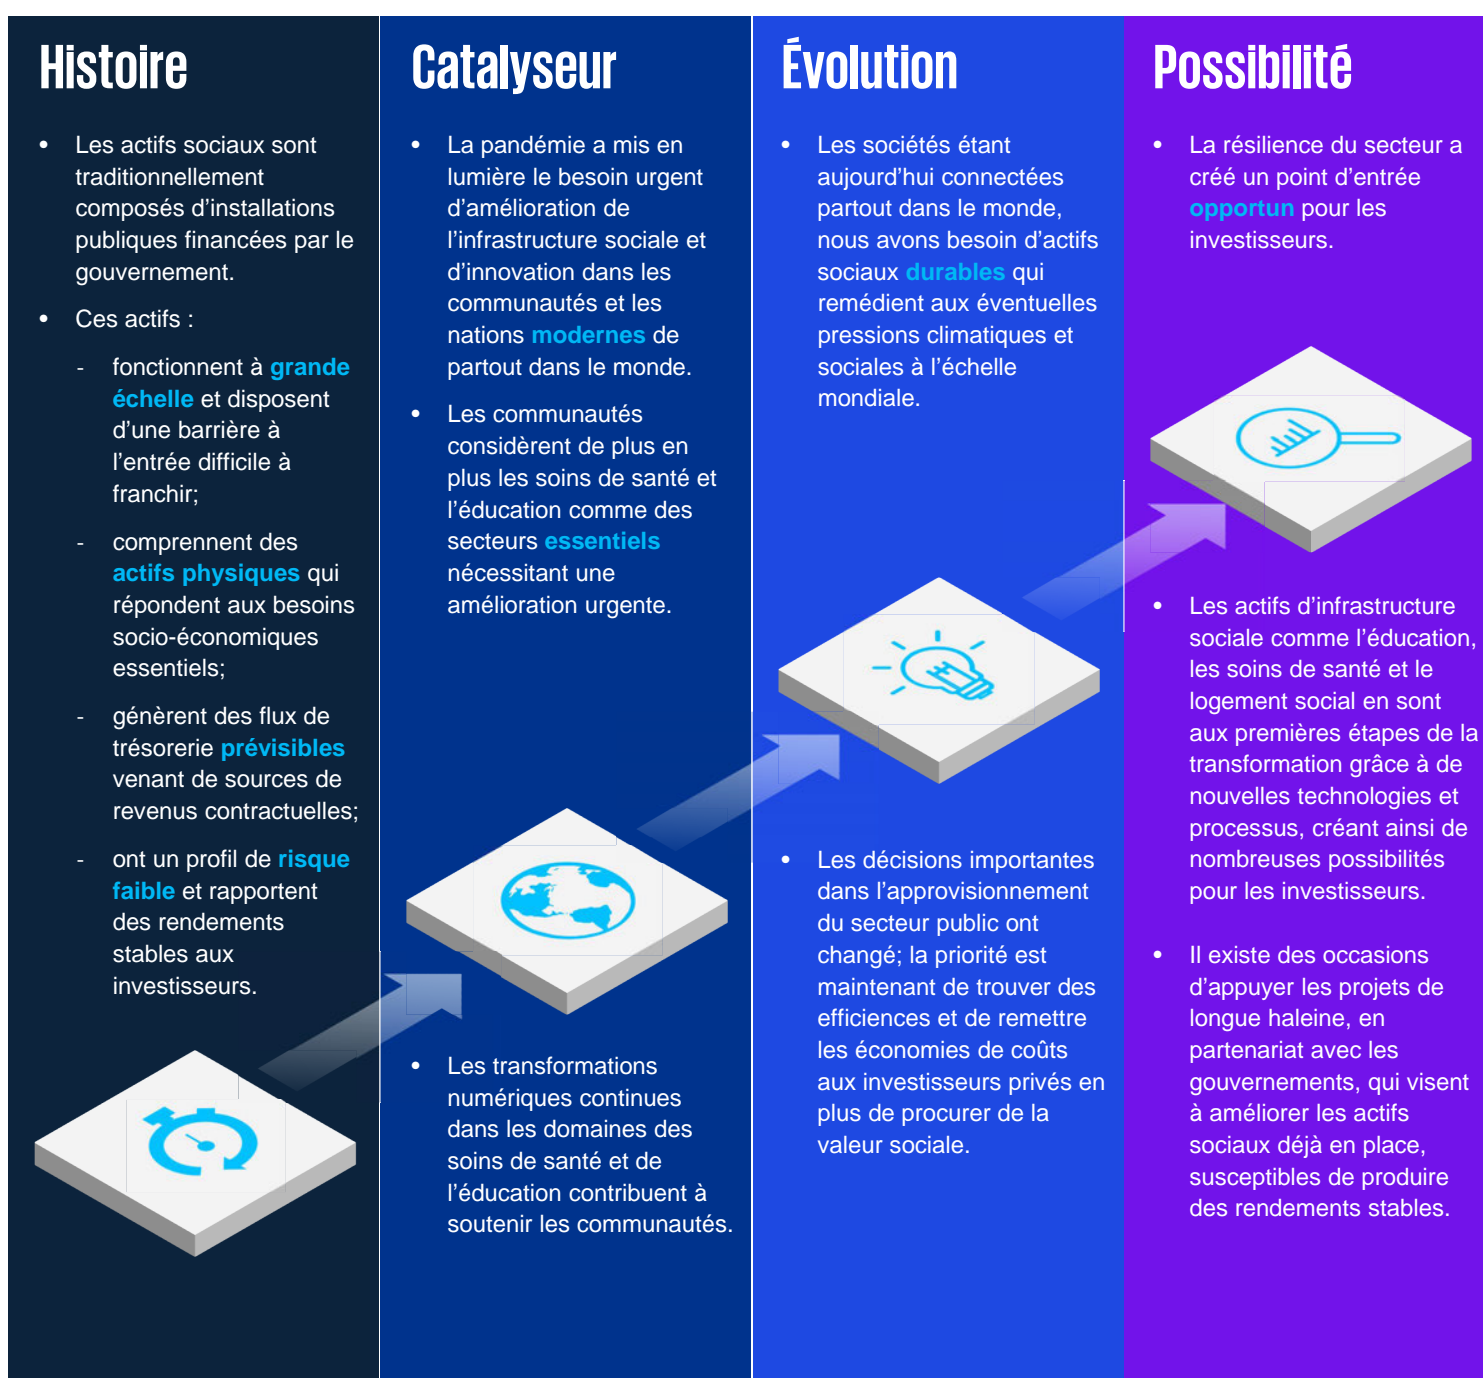 Histoire
• Les actifs sociaux sont
traditionnellement
composés d’installations
publiques financées par le
gouvernement.
• Ces actifs :
- fonctionnent à grande
échelle et disposent
d’une barrière à
l’entrée difficile à
franchir;
- comprennent des
actifs physiques qui
répondent aux besoins
socio-économiques
essentiels;
- génèrent des flux de
trésorerie prévisibles
venant de sources de
revenus contractuelles;
- ont un profil de risque
faible et rapportent
des rendements
stables aux
investisseurs.
Catalyseur
• La pandémie a mis en
lumière le besoin urgent
d’amélioration de
l’infrastructure sociale et
d’innovation dans les
communautés et les
nations modernes de
partout dans le monde.
• Les communautés
considèrent de plus en
plus les soins de santé et
l’éducation comme des
secteurs essentiels
nécessitant une
amélioration urgente.
• Les transformations
numériques continues
dans les domaines des
soins de santé et de
l’éducation contribuent à
soutenir les communautés.
Évolution
• Les sociétés étant
aujourd’hui connectées
partout dans le monde,
nous avons besoin d’actifs
sociaux durables qui
remédient aux éventuelles
pressions climatiques et
sociales à l’échelle
mondiale.
• Les décisions importantes
dans l’approvisionnement
du secteur public ont
changé; la priorité est
maintenant de trouver des
efficiences et de remettre
les économies de coûts
aux investisseurs privés en
plus de procurer de la
valeur sociale.
Possibilité
• La résilience du secteur a
créé un point d’entrée
opportun pour les
investisseurs.
• Les actifs d’infrastructure
sociale comme l’éducation,
les soins de santé et le
logement social en sont
aux premières étapes de la
transformation grâce à de
nouvelles technologies et
processus, créant ainsi de
nombreuses possibilités
pour les investisseurs.
• Il existe des occasions
d’appuyer les projets de
longue haleine, en
partenariat avec les
gouvernements, qui visent
à améliorer les actifs
sociaux déjà en place,
susceptibles de produire
des rendements stables.